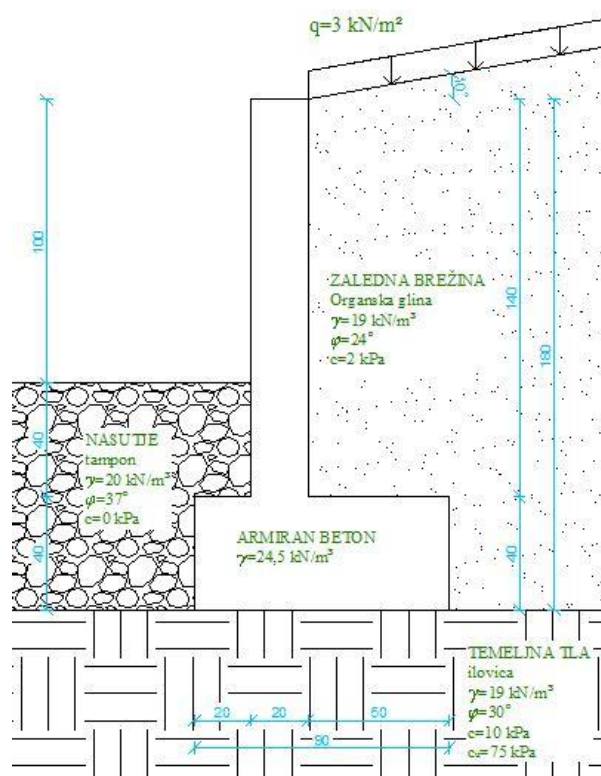 q=3 kN/m²
10°
100
40
40
140
180
40
ZALEDNA BREŽINA
Organska glina
γ=19 kN/m³
φ=24°
c=2 kPa
NASUTJE
tampon
γ=20 kN/m³
φ=37°
c=0 kPa
ARMIRAN BETON
γ=24,5 kN/m³
TEMELJNA TLA
ilovica
γ=19 kN/m³
φ=30°
c=10 kPa
cᵤ=75 kPa
20
20
50
90